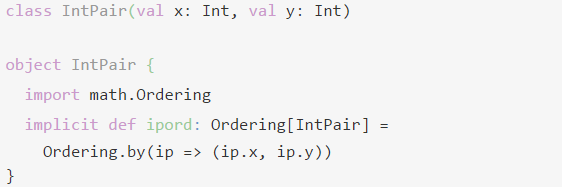 class IntPair(val x: Int, val y: Int)
object IntPair {
import math.Ordering
implicit def ipord: Ordering[IntPair] =
Ordering.by(ip => (ip.x, ip.y))
}